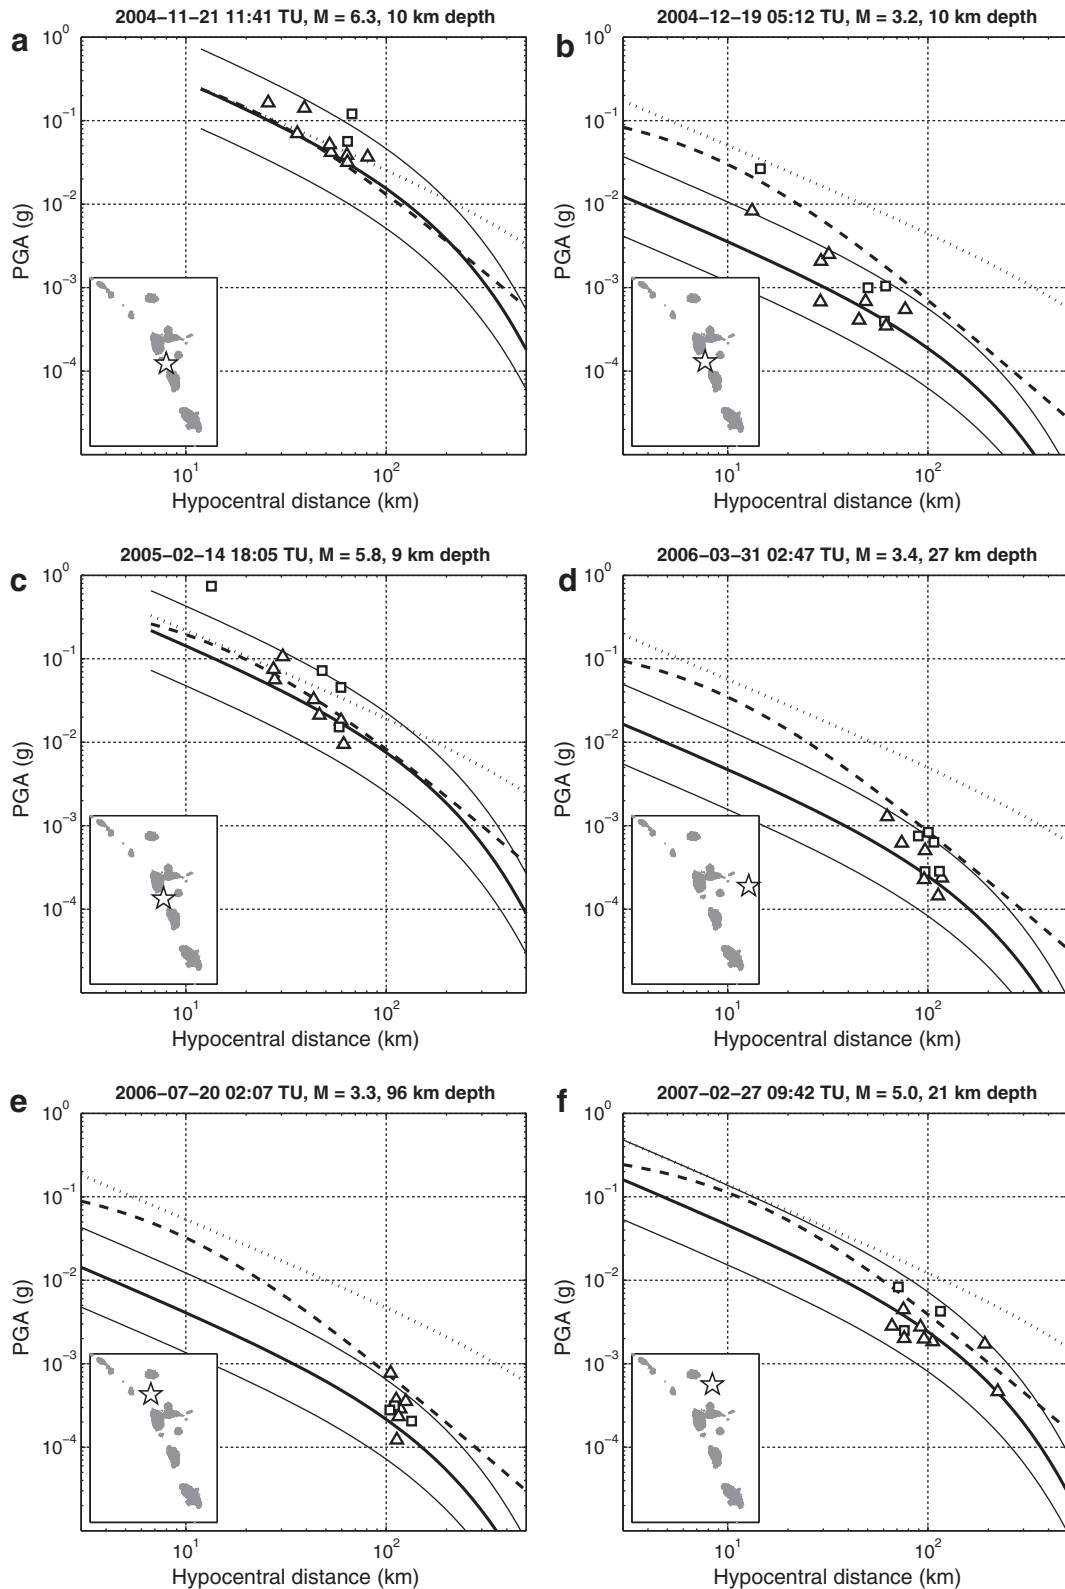 a
2004−11−21 11:41 TU, M = 6.3, 10 km depth
10^0
10^−1
10^−2
10^−3
10^−4
PGA (g)
10^1
10^2
Hypocentral distance (km)
b
2004−12−19 05:12 TU, M = 3.2, 10 km depth
10^0
10^−1
10^−2
10^−3
10^−4
PGA (g)
10^1
10^2
Hypocentral distance (km)
c
2005−02−14 18:05 TU, M = 5.8, 9 km depth
10^0
10^−1
10^−2
10^−3
10^−4
PGA (g)
10^1
10^2
Hypocentral distance (km)
d
2006−03−31 02:47 TU, M = 3.4, 27 km depth
10^0
10^−1
10^−2
10^−3
10^−4
PGA (g)
10^1
10^2
Hypocentral distance (km)
e
2006−07−20 02:07 TU, M = 3.3, 96 km depth
10^0
10^−1
10^−2
10^−3
10^−4
PGA (g)
10^1
10^2
Hypocentral distance (km)
f
2007−02−27 09:42 TU, M = 5.0, 21 km depth
10^0
10^−1
10^−2
10^−3
10^−4
PGA (g)
10^1
10^2
Hypocentral distance (km)